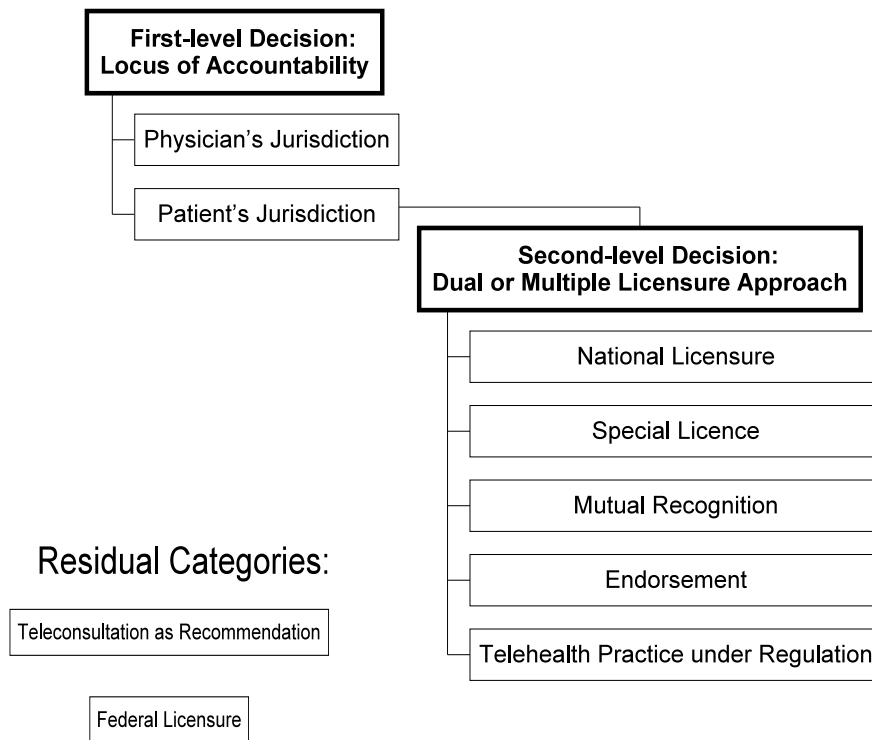 First-level Decision:
Locus of Accountability
Physician’s Jurisdiction
Patient’s Jurisdiction
Second-level Decision:
Dual or Multiple Licensure Approach
National Licensure
Special Licence
Mutual Recognition
Endorsement
Telehealth Practice under Regulation
Residual Categories:
Teleconsultation as Recommendation
Federal Licensure